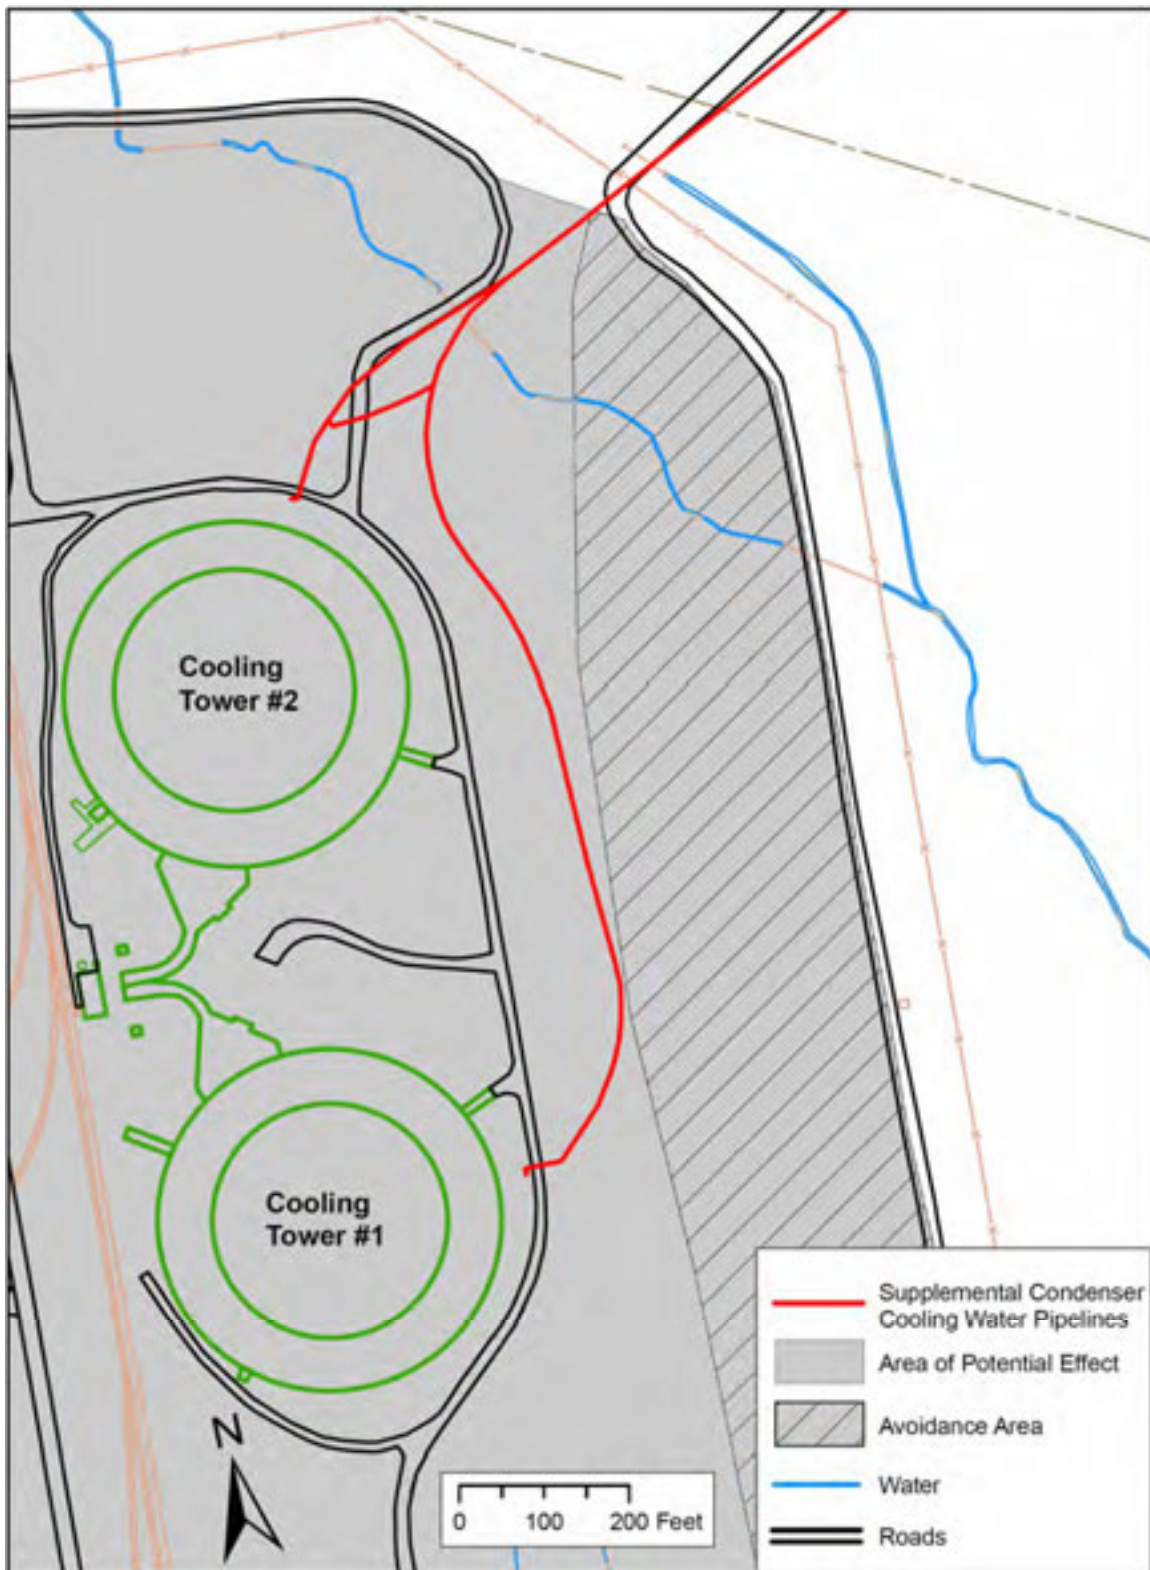 Cooling
Tower #2
Cooling
Tower #1
N
0 100 200 Feet
Supplemental Condenser
Cooling Water Pipelines
Area of Potential Effect
Avoidance Area
Water
Roads